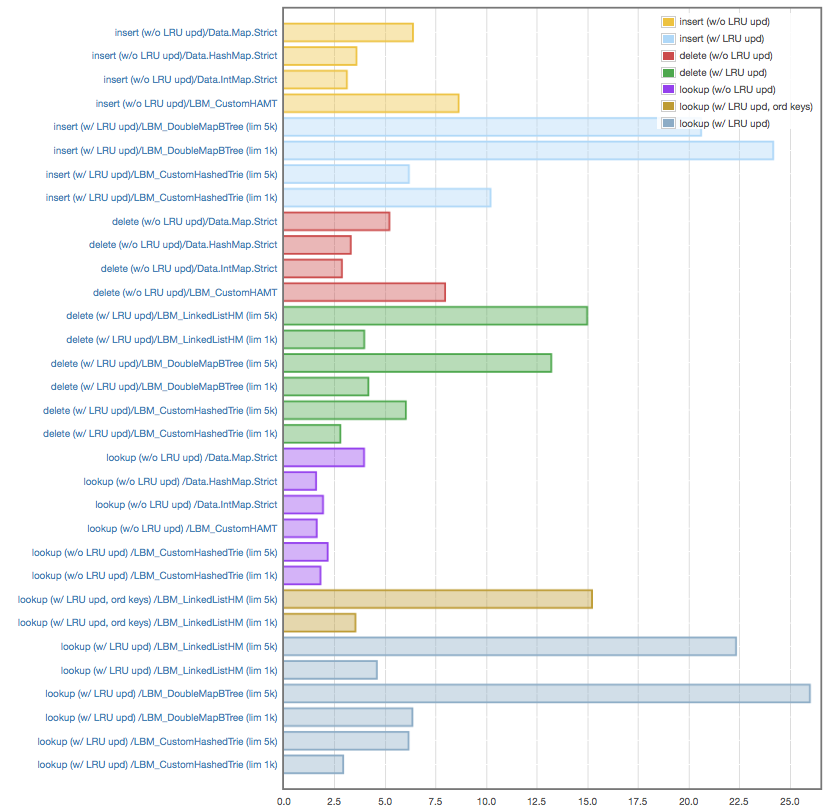 insert (w/o LRU upd)/Data.Map.Strict
insert (w/o LRU upd)/Data.HashMap.Strict
insert (w/o LRU upd)/Data.IntMap.Strict
insert (w/o LRU upd)/LBM_CustomHAMT
insert (w/ LRU upd)/LBM_DoubleMapBTree (lim 5k)
insert (w/ LRU upd)/LBM_DoubleMapBTree (lim 1k)
insert (w/ LRU upd)/LBM_CustomHashedTrie (lim 5k)
insert (w/ LRU upd)/LBM_CustomHashedTrie (lim 1k)
delete (w/o LRU upd)/Data.Map.Strict
delete (w/o LRU upd)/Data.HashMap.Strict
delete (w/o LRU upd)/Data.IntMap.Strict
delete (w/o LRU upd)/LBM_CustomHAMT
delete (w/ LRU upd)/LBM_LinkedListHM (lim 5k)
delete (w/ LRU upd)/LBM_LinkedListHM (lim 1k)
delete (w/ LRU upd)/LBM_DoubleMapBTree (lim 5k)
delete (w/ LRU upd)/LBM_DoubleMapBTree (lim 1k)
delete (w/ LRU upd)/LBM_CustomHashedTrie (lim 5k)
delete (w/ LRU upd)/LBM_CustomHashedTrie (lim 1k)
lookup (w/o LRU upd) /Data.Map.Strict
lookup (w/o LRU upd) /Data.HashMap.Strict
lookup (w/o LRU upd) /Data.IntMap.Strict
lookup (w/o LRU upd) /LBM_CustomHAMT
lookup (w/o LRU upd) /LBM_CustomHashedTrie (lim 5k)
lookup (w/o LRU upd) /LBM_CustomHashedTrie (lim 1k)
lookup (w/ LRU upd, ord keys) /LBM_LinkedListHM (lim 5k)
lookup (w/ LRU upd, ord keys) /LBM_LinkedListHM (lim 1k)
lookup (w/ LRU upd) /LBM_LinkedListHM (lim 5k)
lookup (w/ LRU upd) /LBM_LinkedListHM (lim 1k)
lookup (w/ LRU upd) /LBM_DoubleMapBTree (lim 5k)
lookup (w/ LRU upd) /LBM_DoubleMapBTree (lim 1k)
lookup (w/ LRU upd) /LBM_CustomHashedTrie (lim 5k)
lookup (w/ LRU upd) /LBM_CustomHashedTrie (lim 1k)
insert (w/o LRU upd)
insert (w/ LRU upd)
delete (w/o LRU upd)
delete (w/ LRU upd)
lookup (w/o LRU upd)
lookup (w/ LRU upd, ord keys)
lookup (w/ LRU upd)
0.0 2.5 5.0 7.5 10.0 12.5 15.0 17.5 20.0 22.5 25.0